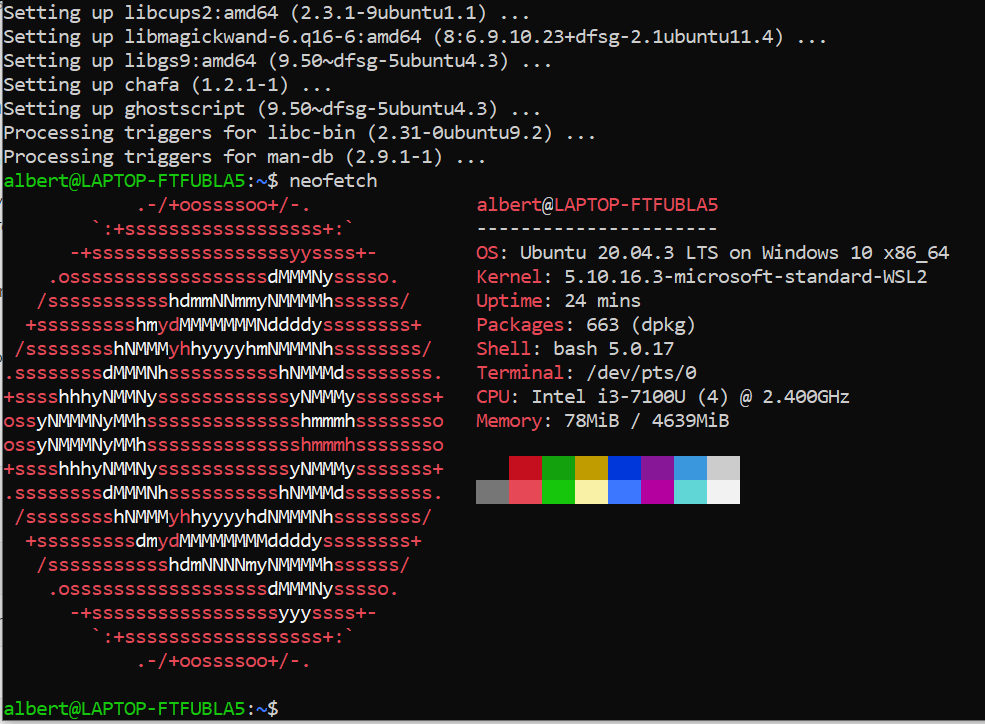 Setting up libcups2:amd64 (2.3.1-9ubuntu1.1) ...
Setting up libmagickwand-6.q16-6:amd64 (8:6.9.10.23+dfsg-2.1ubuntu11.4) ...
Setting up libgs9:amd64 (9.50~dfsg-5ubuntu4.3) ...
Setting up chafa (1.2.1-1) ...
Setting up ghostscript (9.50~dfsg-5ubuntu4.3) ...
Processing triggers for libc-bin (2.31-0ubuntu9.2) ...
Processing triggers for man-db (2.9.1-1) ...
albert@LAPTOP-FTFUBLA5:~$ neofetch
            .-/+oossssoo+/-.               albert@LAPTOP-FTFUBLA5
        `:+ssssssssssssssssss+:`           ----------------------
      -+ssssssssssssssssssyyssss+-         OS: Ubuntu 20.04.3 LTS on Windows 10 x86_64
    .ossssssssssssssssssdMMMNysssso.       Kernel: 5.10.16.3-microsoft-standard-WSL2
   /ssssssssssshdmmNNmmyNMMMMhssssss/      Uptime: 24 mins
  +ssssssssshmydMMMMMMMNddddyssssssss+     Packages: 663 (dpkg)
 /sssssssshNMMMyhhyyyyhmNMMMNhssssssss/    Shell: bash 5.0.17
.ssssssssdMMMNhsssssssssshNMMMdssssssss.   Terminal: /dev/pts/0
+sssshhhyNMMNyssssssssssssyNMMMysssssss+   CPU: Intel i3-7100U (4) @ 2.400GHz
ossyNMMMNyMMhsssssssssssssshmmmhssssssso   Memory: 78MiB / 4639MiB
ossyNMMMNyMMhsssssssssssssshmmmhssssssso
+sssshhhyNMMNyssssssssssssyNMMMysssssss+
.ssssssssdMMMNhsssssssssshNMMMdssssssss.
 /sssssssshNMMMyhhyyyyhdNMMMNhssssssss/
  +sssssssssdmydMMMMMMMMddddyssssssss+
   /ssssssssssshdmNNNNmyNMMMMhssssss/
    .ossssssssssssssssssdMMMNysssso.
      -+sssssssssssssssssyyyssss+-
        `:+ssssssssssssssssss+:`
            .-/+oossssoo+/-.
albert@LAPTOP-FTFUBLA5:~$